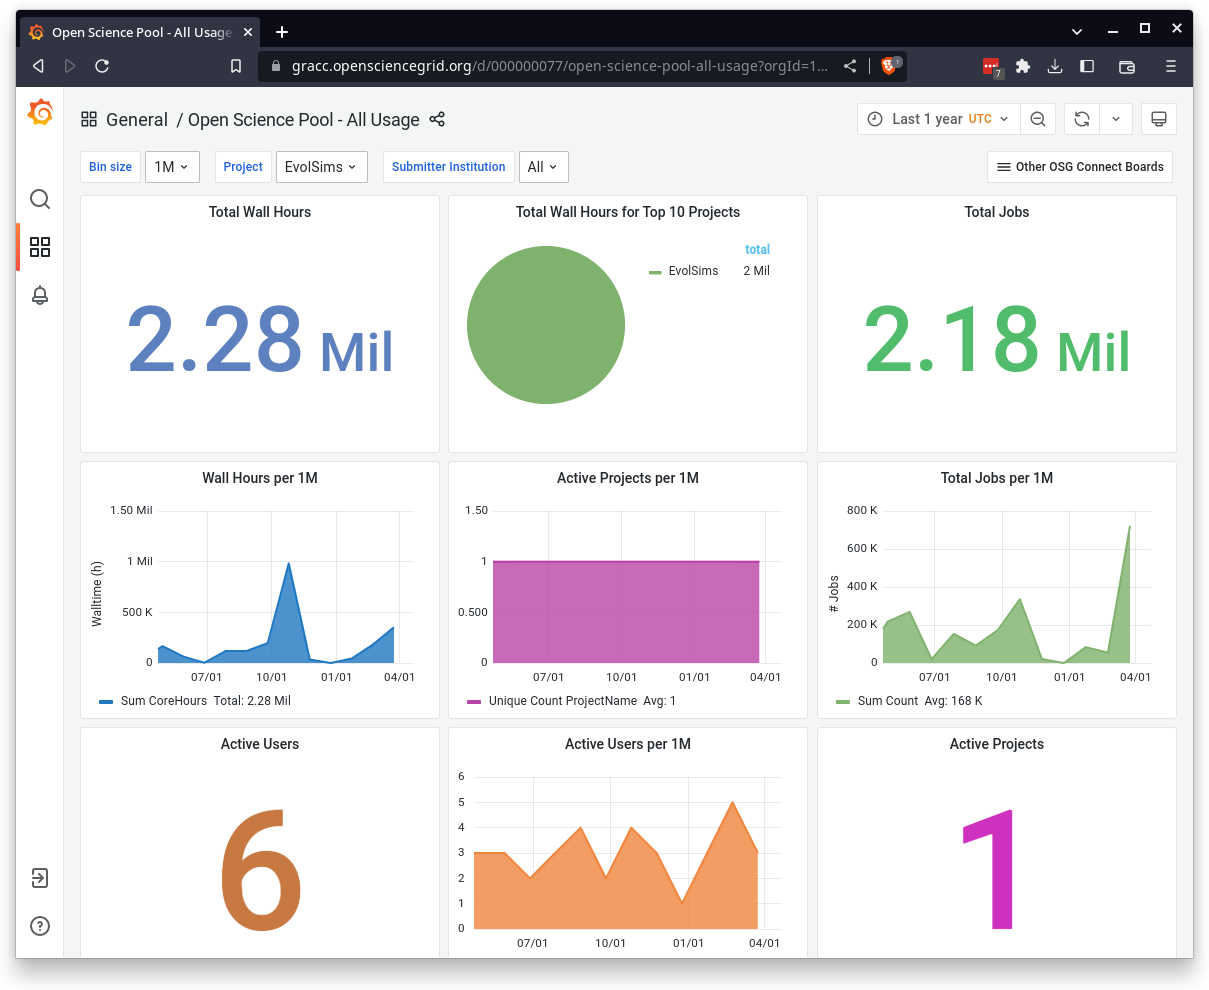 Open Science Pool - All Usage
gracc.opensciencegrid.org/d/000000077/open-science-pool-all-usage?orgId=1...
1
7
General / Open Science Pool - All Usage
Last 1 year UTC
Bin size 1M Project EvolSims Submitter Institution All
Other OSG Connect Boards
Total Wall Hours
2.28 Mil
Total Wall Hours for Top 10 Projects
total
EvolSims 2 Mil
Total Jobs
2.18 Mil
Wall Hours per 1M
Walltime (h)
1.50 Mil
1 Mil
500 K
0
07/01 10/01 01/01 04/01
Sum CoreHours Total: 2.28 Mil
Active Projects per 1M
1.50
1
0.500
0
07/01 10/01 01/01 04/01
Unique Count ProjectName Avg: 1
Total Jobs per 1M
# Jobs
800 K
600 K
400 K
200 K
0
07/01 10/01 01/01 04/01
Sum Count Avg: 168 K
Active Users
6
Active Users per 1M
6
5
4
3
2
1
0
07/01 10/01 01/01 04/01
Active Projects
1